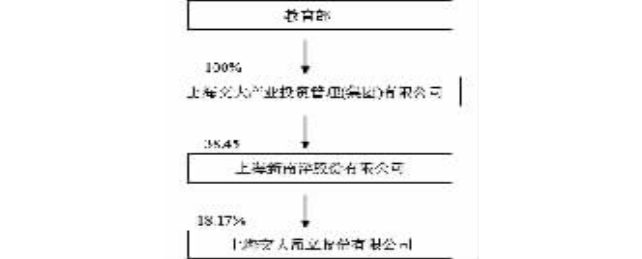 教育部
100%
上海交大产业投资管理(集团)有限公司
38.45
上海新南洋股份有限公司
18.17%
上海交大昂立股份有限公司